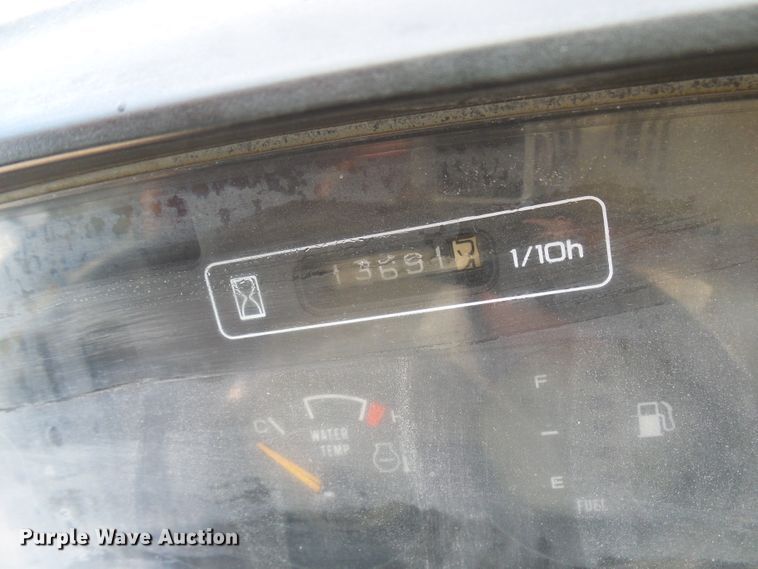 13691
1/10h
F
C
H
WATER
TEMP
E
FUEL
Purple Wave Auction®